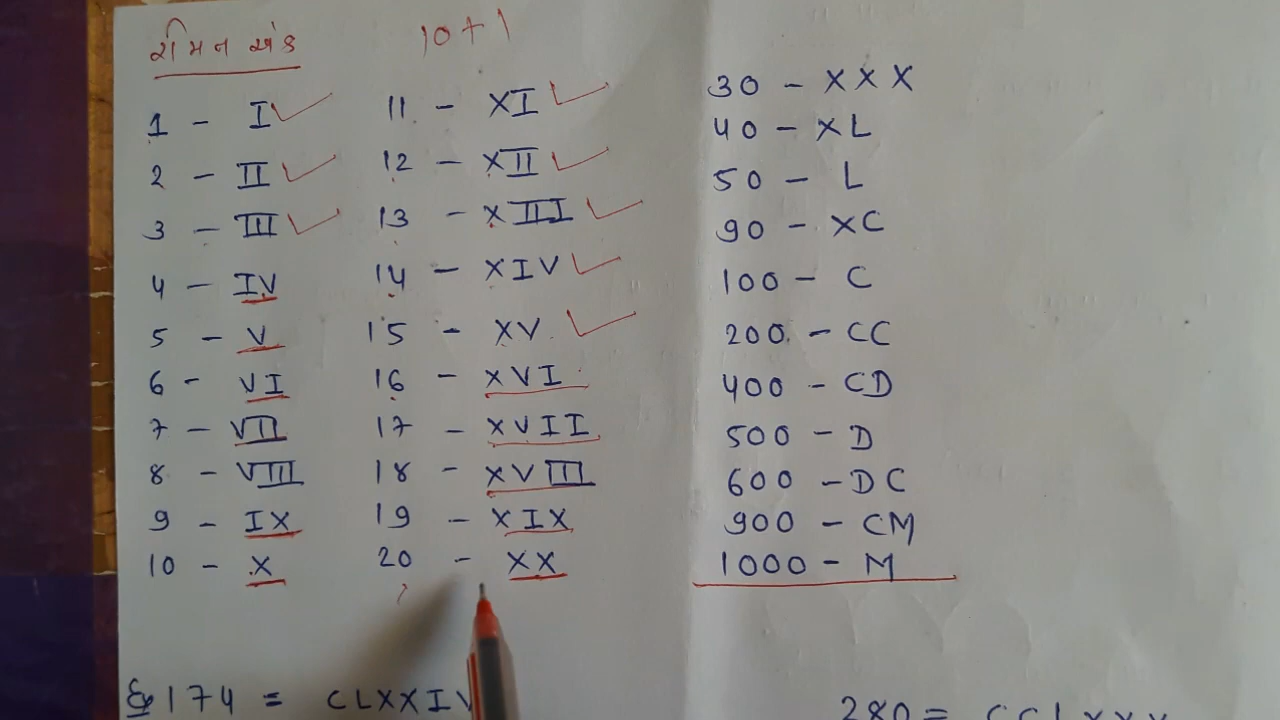 રોમન અંક
10 + 1
1 - I
2 - II
3 - III
4 - IV
5 - V
6 - VI
7 - VII
8 - VIII
9 - IX
10 - X
11 - XI
12 - XII
13 - XIII
14 - XIV
15 - XV
16 - XVI
17 - XVII
18 - XVIII
19 - XIX
20 - XX
30 - XXX
40 - XL
50 - L
90 - XC
100 - C
200 - CC
400 - CD
500 - D
600 - DC
900 - CM
1000 - M
174 = CLXXIV
280 = CCLXXX